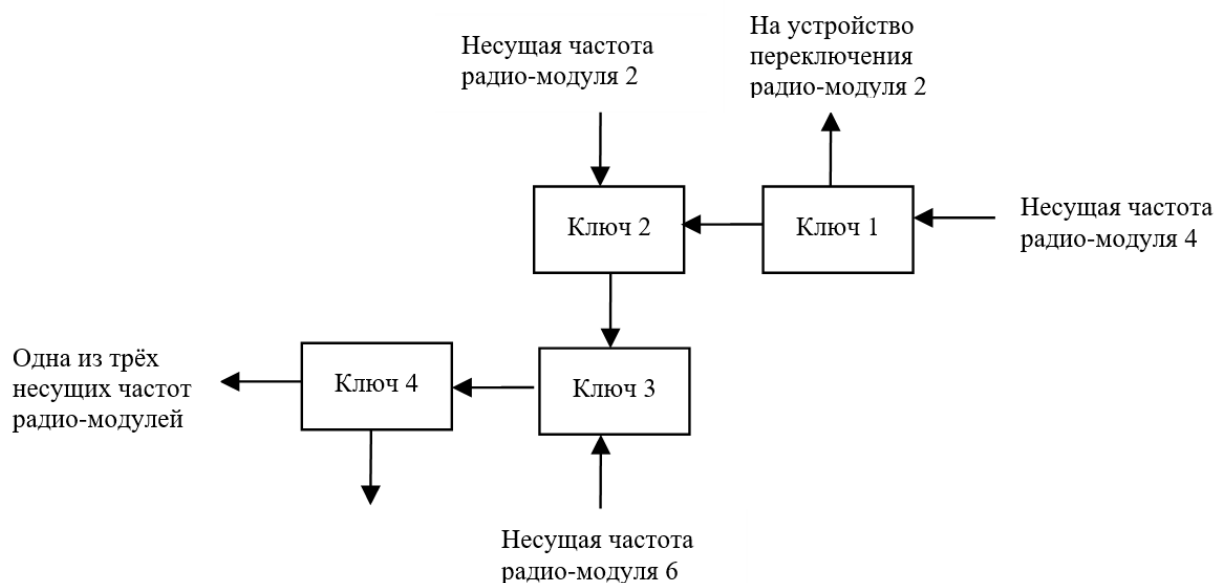 На устройство
переключения
радио-модуля 2
Несущая частота
радио-модуля 2
Ключ 2
Ключ 1
Несущая частота
радио-модуля 4
Одна из трёх
несущих частот
радио-модулей
Ключ 4
Ключ 3
Несущая частота
радио-модуля 6